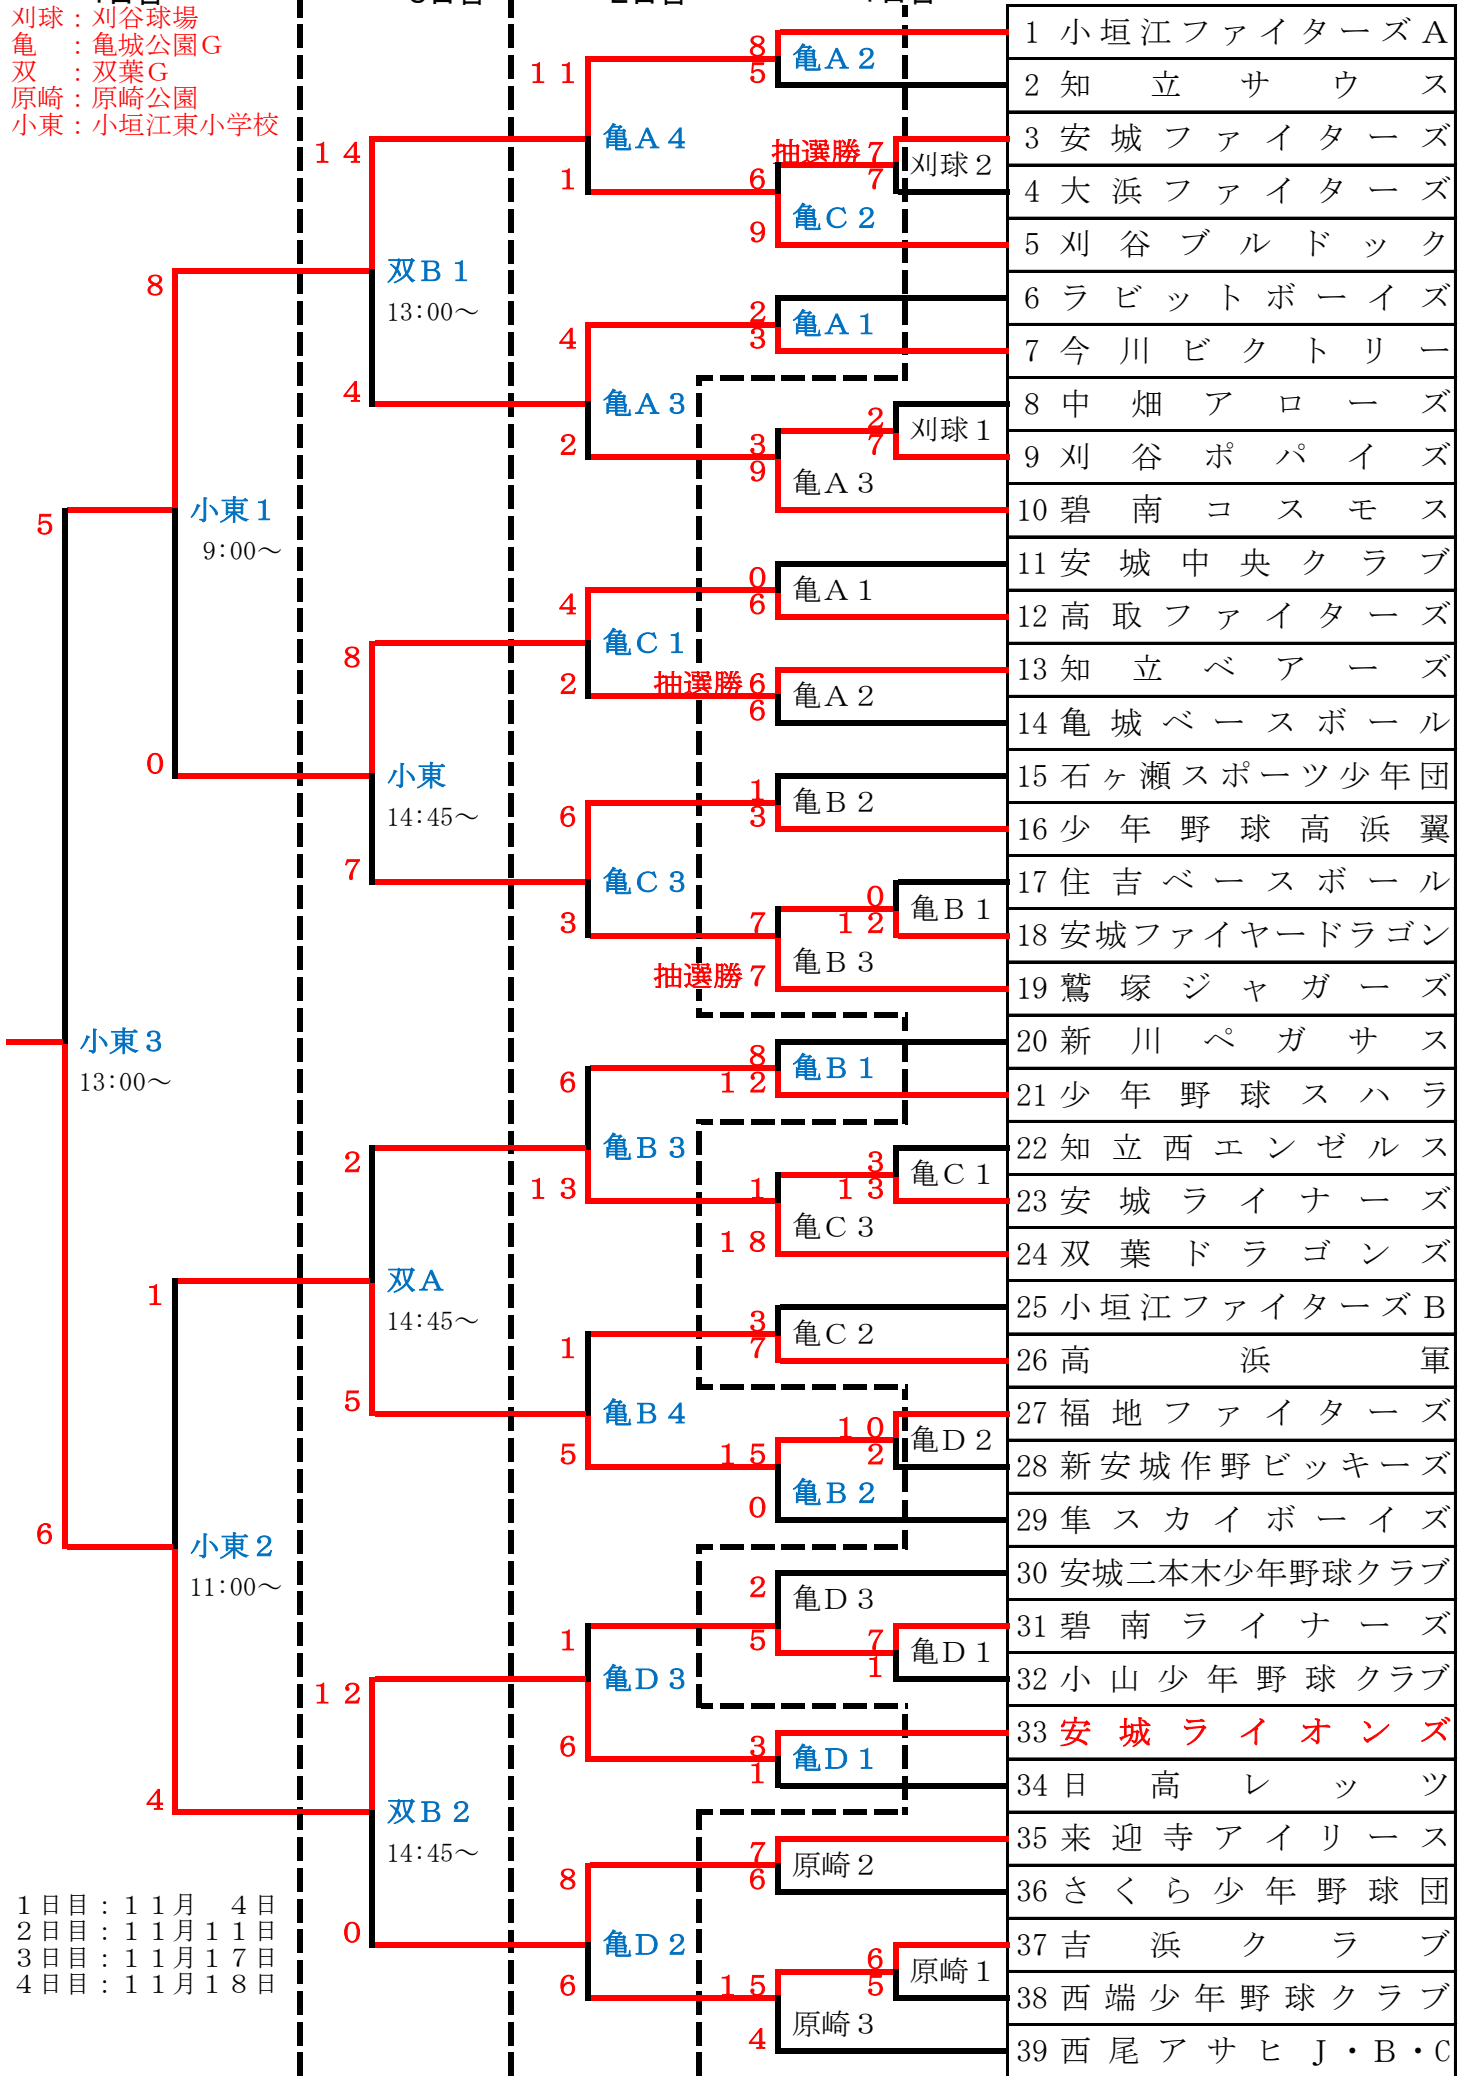 刈球：刈谷球場
亀　：亀城公園Ｇ
双　：双葉Ｇ
原崎：原崎公園
小東：小垣江東小学校
1 小垣江ファイターズＡ
2 知立サウス
3 安城ファイターズ
4 大浜ファイターズ
5 刈谷ブルドック
6 ラビットボーイズ
7 今川ビクトリー
8 中畑アローズ
9 刈谷ポパイズ
10 碧南コスモス
11 安城中央クラブ
12 高取ファイターズ
13 知立ベアーズ
14 亀城ベースボール
15 石ヶ瀬スポーツ少年団
16 少年野球高浜翼
17 住吉ベースボール
18 安城ファイヤードラゴン
19 鷲塚ジャガーズ
20 新川ペガサス
21 少年野球スハラ
22 知立西エンゼルス
23 安城ライナーズ
24 双葉ドラゴンズ
25 小垣江ファイターズＢ
26 高浜軍
27 福地ファイターズ
28 新安城作野ビッキーズ
29 隼スカイボーイズ
30 安城二本木少年野球クラブ
31 碧南ライナーズ
32 小山少年野球クラブ
33 安城ライオンズ
34 日高レッツ
35 来迎寺アイリース
36 さくら少年野球団
37 吉浜クラブ
38 西端少年野球クラブ
39 西尾アサヒＪ・Ｂ・Ｃ
抽選勝７
７
刈球２
２
７
刈球１
０
１２
亀Ｂ１
３
１３
亀Ｃ１
１０
２
亀Ｄ２
７
１
亀Ｄ１
６
５
原崎１
８
５
亀Ａ２
６
９
亀Ｃ２
２
３
亀Ａ１
３
９
亀Ａ３
０
６
亀Ａ１
抽選勝６
６
亀Ａ２
１
３
亀Ｂ２
７
抽選勝７
亀Ｂ３
８
１２
亀Ｂ１
１
１８
亀Ｃ３
３
７
亀Ｃ２
１５
０
亀Ｂ２
２
５
亀Ｄ３
３
１
亀Ｄ１
７
６
原崎２
１５
４
原崎３
１１
１
亀Ａ４
４
２
亀Ａ３
４
２
亀Ｃ１
６
３
亀Ｃ３
６
１３
亀Ｂ３
１
５
亀Ｂ４
１
６
亀Ｄ３
８
６
亀Ｄ２
１４
４
双Ｂ１
13:00～
８
７
小東
14:45～
２
５
双Ａ
14:45～
１２
０
双Ｂ２
14:45～
８
０
小東１
9:00～
１
４
小東２
11:00～
５
６
小東３
13:00～
１日目：１１月　４日
２日目：１１月１１日
３日目：１１月１７日
４日目：１１月１８日